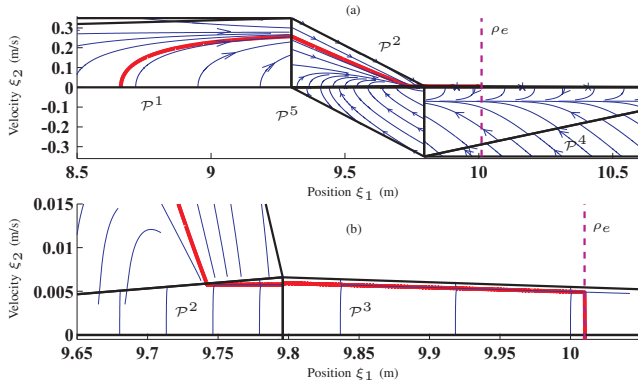 (a)
0.3
0.2
0.1
0
-0.1
-0.2
-0.3
Velocity ξ₂ (m/s)
𝒫¹
𝒫²
𝒫⁵
𝒫⁴
ρₑ
8.5 9 9.5 10 10.5
Position ξ₁ (m)
(b)
0.015
0.01
0.005
0
Velocity ξ₂ (m/s)
𝒫²
𝒫³
ρₑ
9.65 9.7 9.75 9.8 9.85 9.9 9.95 10
Position ξ₁ (m)